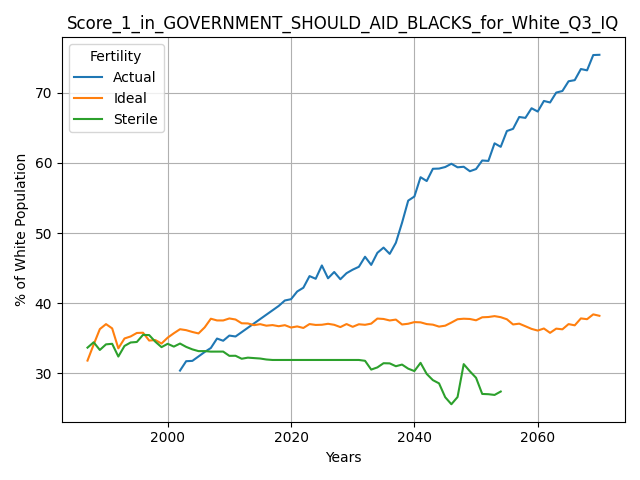 Score_1_in_GOVERNMENT_SHOULD_AID_BLACKS_for_White_Q3_IQ
Fertility
Actual
Ideal
Sterile
% of White Population
70
60
50
40
30
2000
2020
2040
2060
Years